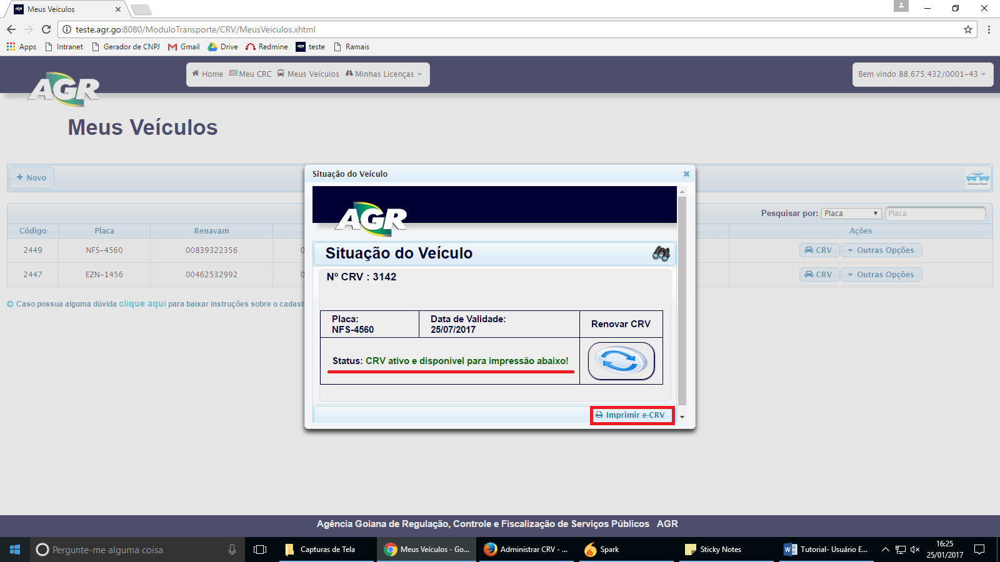 Meus Veículos
teste.agr.go:8080/ModuloTransporte/CRV/MeusVeiculos.xhtml
Apps Intranet Gerador de CNPJ Gmail Drive Redmine teste Ramais
AGR
Home Meu CRC Meus Veículos Minhas Licenças
Bem vindo 88.675.432/0001-43
Meus Veículos
+ Novo
Pesquisar por: Placa Placa
Código Placa Renavam Ações
2449 NFS-4560 00839322356 0 CRV Outras Opções
2447 EZN-1456 00462532992 0 CRV Outras Opções
Caso possua alguma dúvida clique aqui para baixar instruções sobre o cadast
Situação do Veículo
AGR
Situação do Veículo
Nº CRV : 3142
Placa: Data de Validade: Renovar CRV
NFS-4560 25/07/2017
Status: CRV ativo e disponível para impressão abaixo!
Imprimir e-CRV
Agência Goiana de Regulação, Controle e Fiscalização de Serviços Públicos AGR
Pergunte-me alguma coisa
Capturas de Tela
Meus Veículos - Go...
Administrar CRV - ...
Spark
Sticky Notes
Tutorial- Usuário E...
16:25
25/01/2017